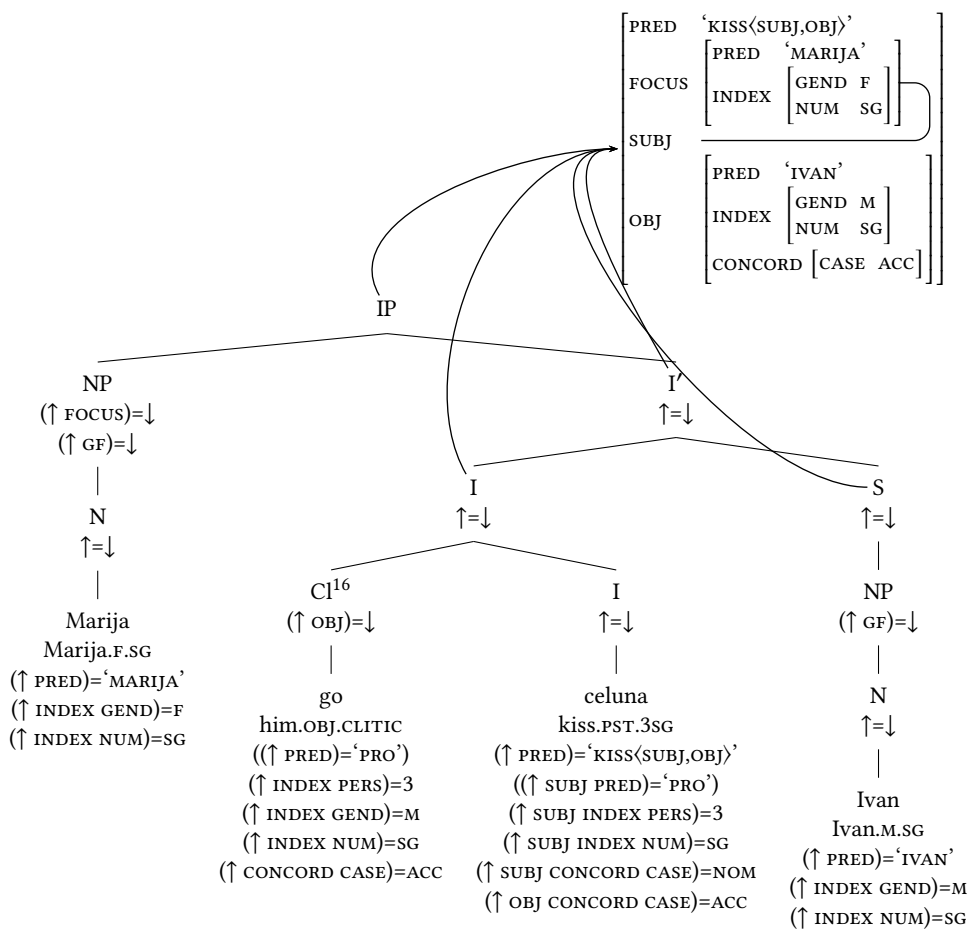 PRED ‘KISS⟨SUBJ,OBJ⟩’
FOCUS
PRED ‘MARIJA’
INDEX
GEND F
NUM SG
SUBJ
OBJ
PRED ‘IVAN’
INDEX
GEND M
NUM SG
CONCORD [CASE ACC]
IP
NP
(↑ FOCUS)=↓
(↑ GF)=↓
I′
↑=↓
N
↑=↓
I
↑=↓
S
↑=↓
Marija
Marija.F.SG
(↑ PRED)=‘MARIJA’
(↑ INDEX GEND)=F
(↑ INDEX NUM)=SG
Cl16
(↑ OBJ)=↓
I
↑=↓
NP
(↑ GF)=↓
go
him.OBJ.CLITIC
((↑ PRED)=‘PRO’)
(↑ INDEX PERS)=3
(↑ INDEX GEND)=M
(↑ INDEX NUM)=SG
(↑ CONCORD CASE)=ACC
celuna
kiss.PST.3SG
(↑ PRED)=‘KISS⟨SUBJ,OBJ⟩’
((↑ SUBJ PRED)=‘PRO’)
(↑ SUBJ INDEX PERS)=3
(↑ SUBJ INDEX NUM)=SG
(↑ SUBJ CONCORD CASE)=NOM
(↑ OBJ CONCORD CASE)=ACC
N
↑=↓
Ivan
Ivan.M.SG
(↑ PRED)=‘IVAN’
(↑ INDEX GEND)=M
(↑ INDEX NUM)=SG